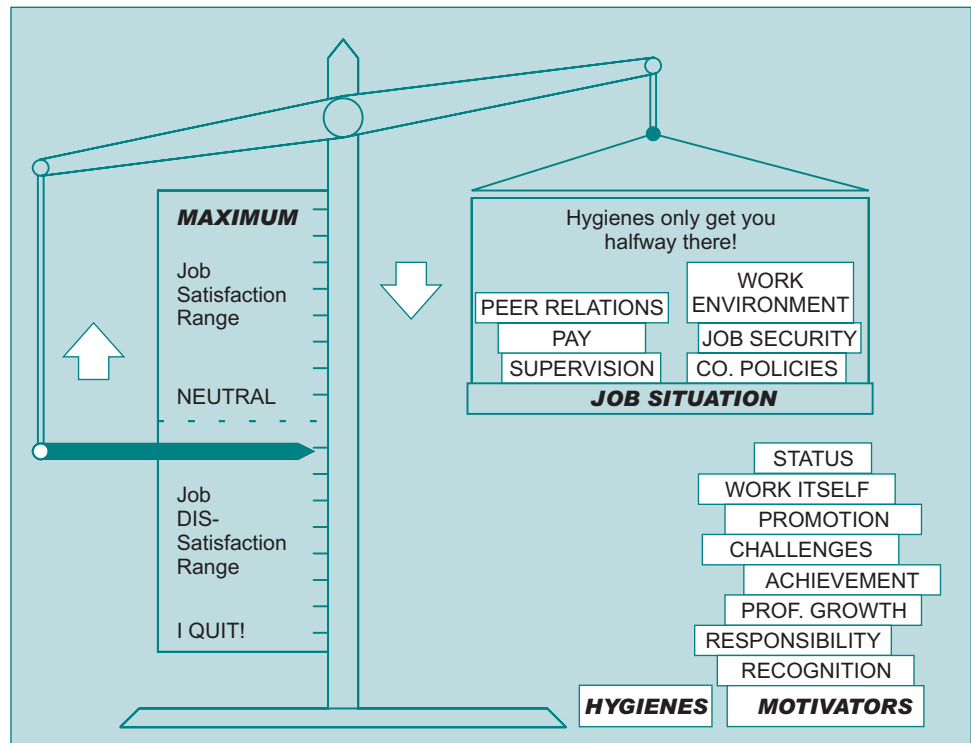 MAXIMUM
Job
Satisfaction
Range
NEUTRAL
Job
DIS-
Satisfaction
Range
I QUIT!
Hygienes only get you
halfway there!
PEER RELATIONS
PAY
SUPERVISION
WORK
ENVIRONMENT
JOB SECURITY
CO. POLICIES
JOB SITUATION
STATUS
WORK ITSELF
PROMOTION
CHALLENGES
ACHIEVEMENT
PROF. GROWTH
RESPONSIBILITY
RECOGNITION
HYGIENES
MOTIVATORS